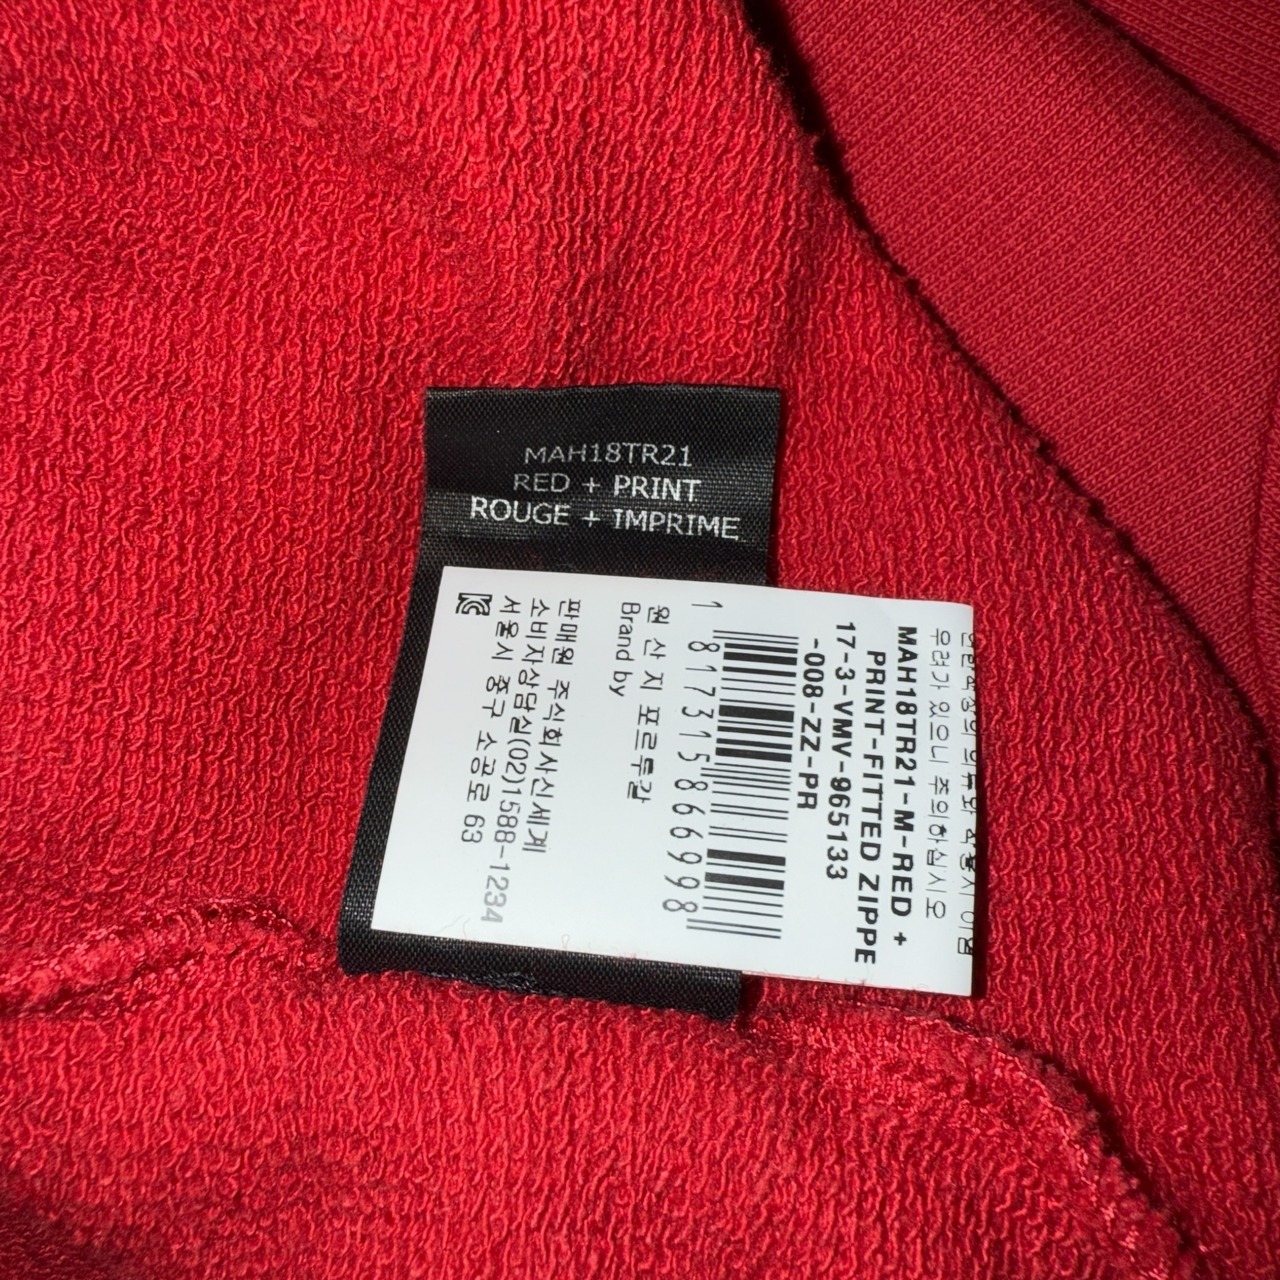 MAH18TR21
RED + PRINT
ROUGE + IMPRIME
우려가 있으니 주의하십시오
MAH18TR21-M-RED +
PRINT-FITTED ZIPPE
17-3-VMV-965133
-008-ZZ-PR
1 817315866998
원 산 지 포르투갈
Brand by
판매원 주식회사신세계
소비자상담실(02)1588-1234
서울시 중구 소공로 63